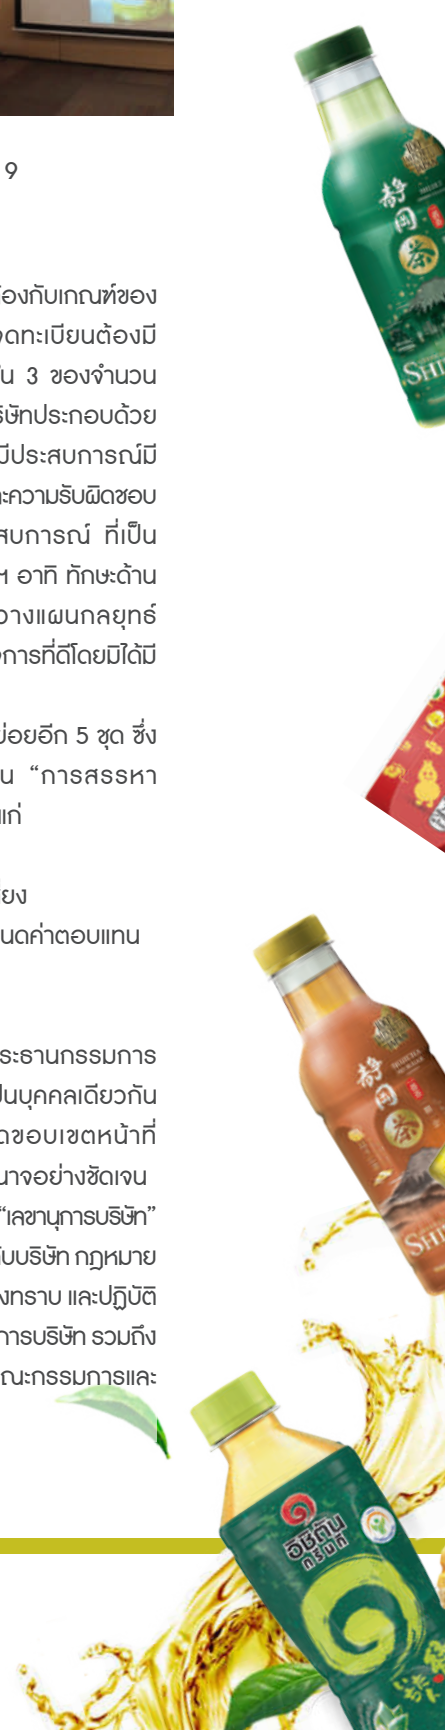 9
องกับเกณฑ์ของ
จดทะเบียนต้องมี
น 3 ของจำนวน
ริษัทประกอบด้วย
มีประสบการณ์มี
ะความรับผิดชอบ
สบการณ์ ที่เป็น
ฯ อาทิ ทักษะด้าน
วางแผนกลยุทธ์
การที่ดีโดยมิได้มี
ย่อยอีก 5 ชุด ซึ่ง
น “การสรรหา
แก่
ยง
นดค่าตอบแทน
ระธานกรรมการ
ป็นบุคคลเดียวกัน
ดขอบเขตหน้าที่
นาจอย่างชัดเจน
“เลขานุการบริษัท”
ับบริษัท กฎหมาย
งทราบ และปฏิบัติ
การบริษัท รวมถึง
ณะกรรมการและ
静岡
茶
SHI
静岡
茶
SHI
อิชิตัน
กรีนที